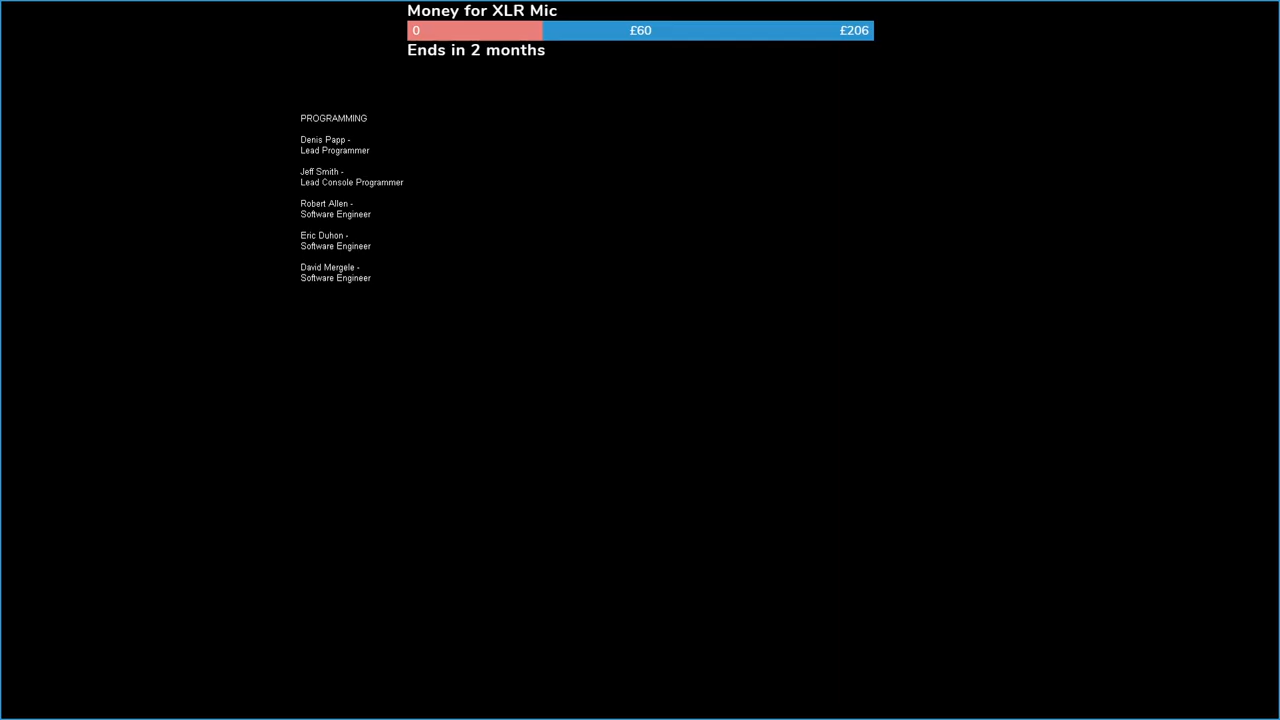 Money for XLR Mic
0 £60 £206
Ends in 2 months
PROGRAMMING
Denis Papp -
Lead Programmer
Jeff Smith -
Lead Console Programmer
Robert Allen -
Software Engineer
Eric Duhon -
Software Engineer
David Mergele -
Software Engineer